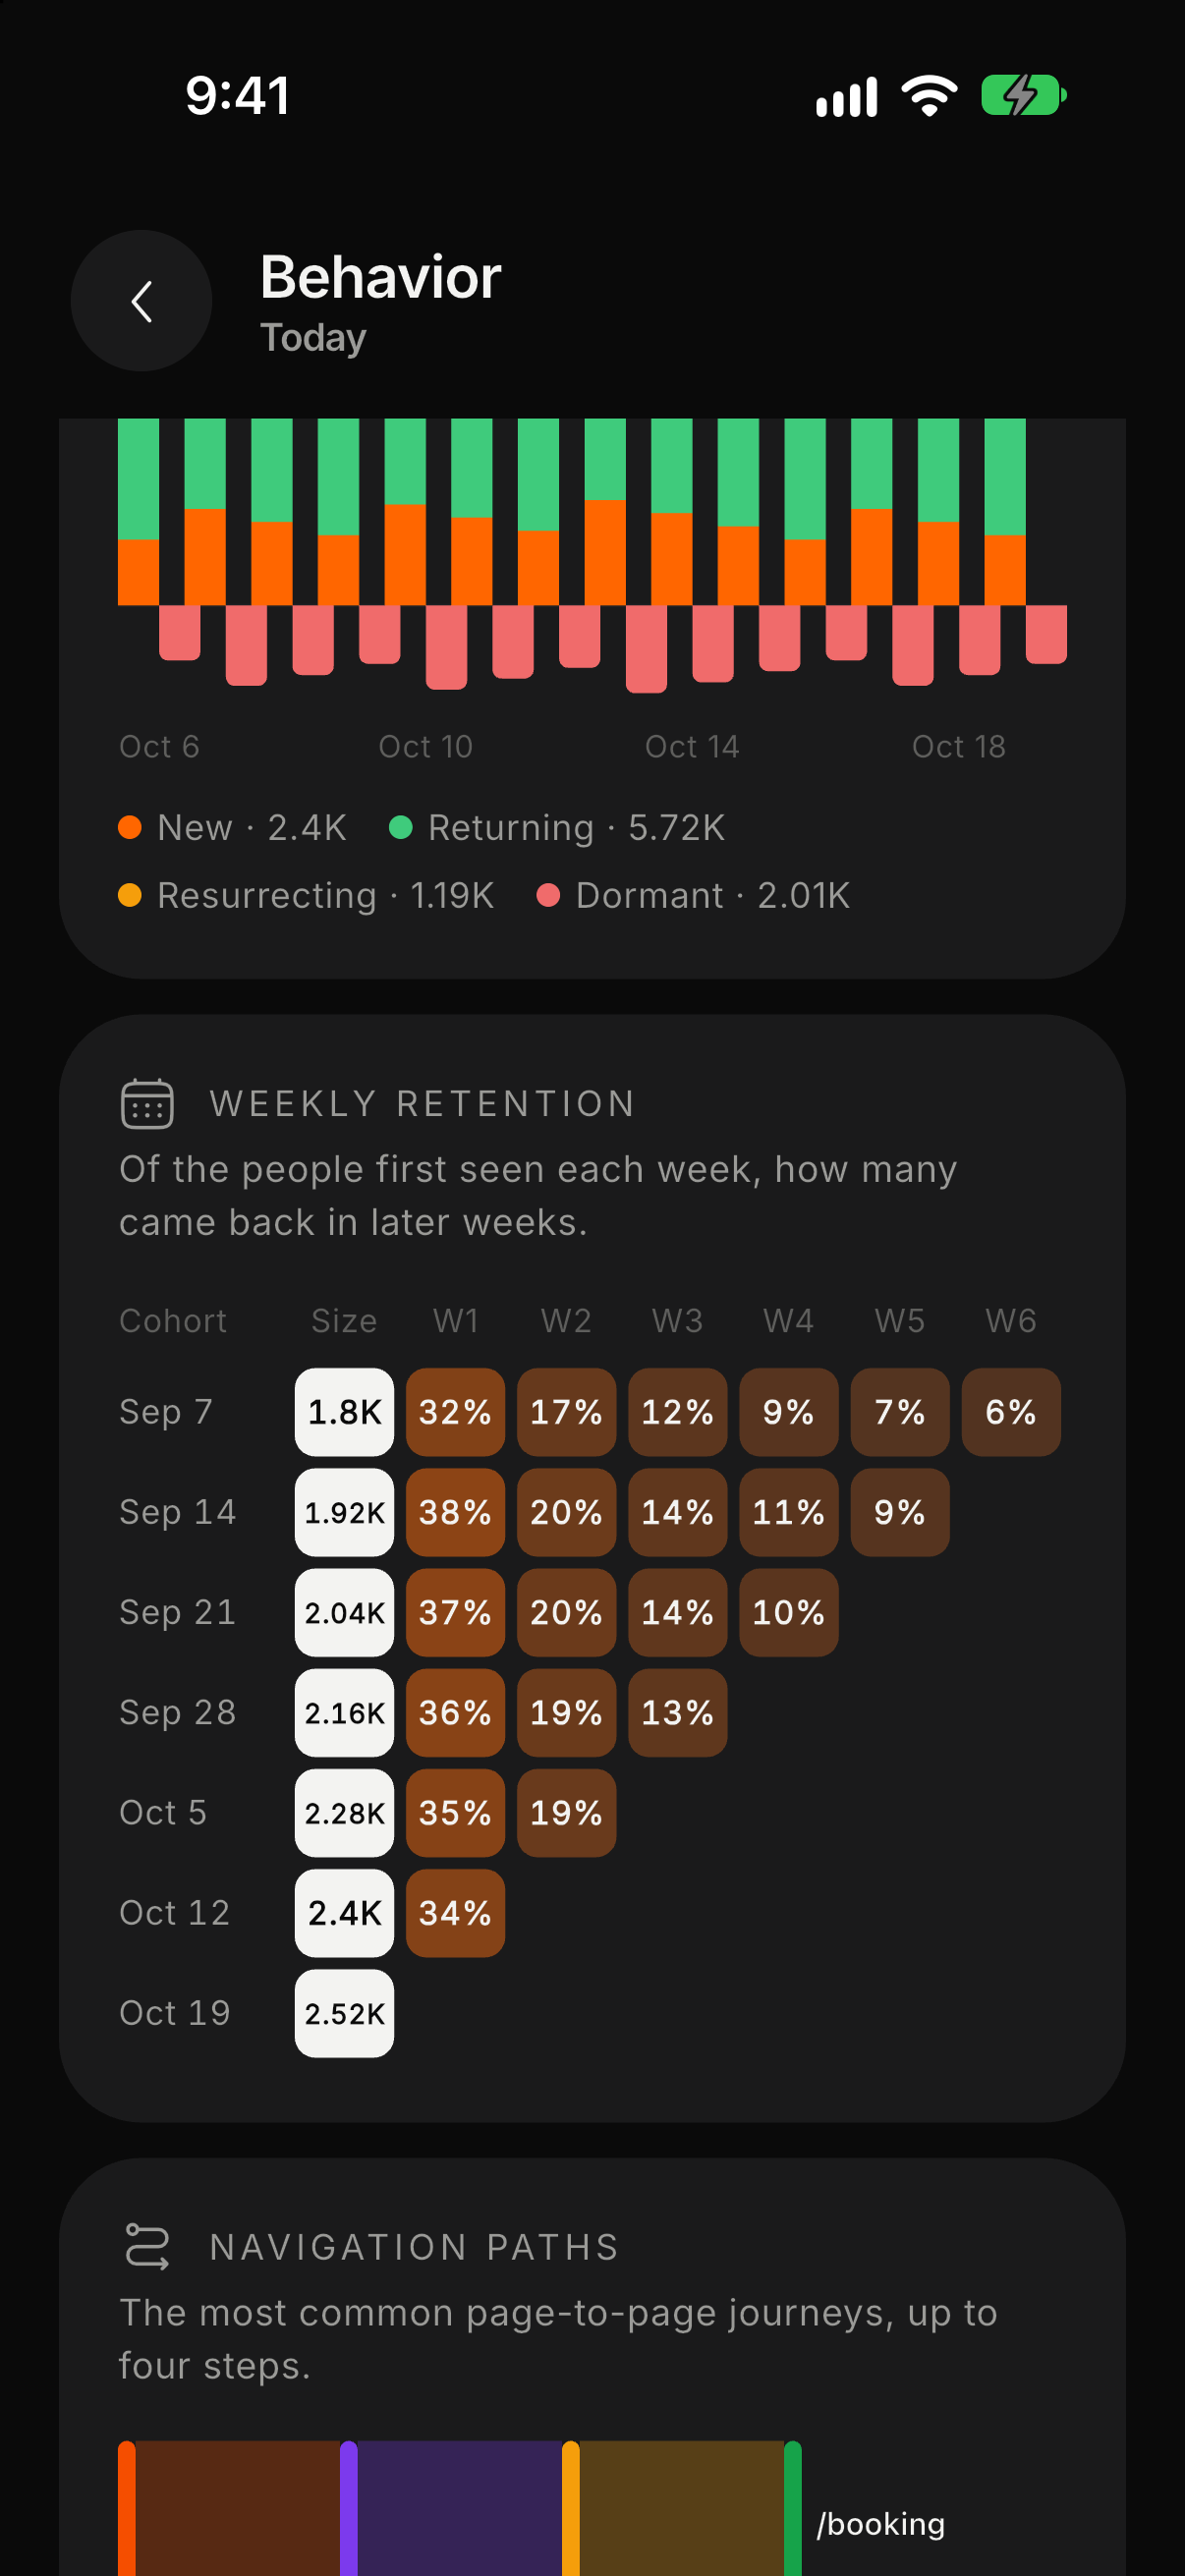 9:41
Behavior
Today
Oct 6 Oct 10 Oct 14 Oct 18
New · 2.4K Returning · 5.72K
Resurrecting · 1.19K Dormant · 2.01K
WEEKLY RETENTION
Of the people first seen each week, how many
came back in later weeks.
Cohort Size W1 W2 W3 W4 W5 W6
Sep 7 1.8K 32% 17% 12% 9% 7% 6%
Sep 14 1.92K 38% 20% 14% 11% 9%
Sep 21 2.04K 37% 20% 14% 10%
Sep 28 2.16K 36% 19% 13%
Oct 5 2.28K 35% 19%
Oct 12 2.4K 34%
Oct 19 2.52K
NAVIGATION PATHS
The most common page-to-page journeys, up to
four steps.
/booking